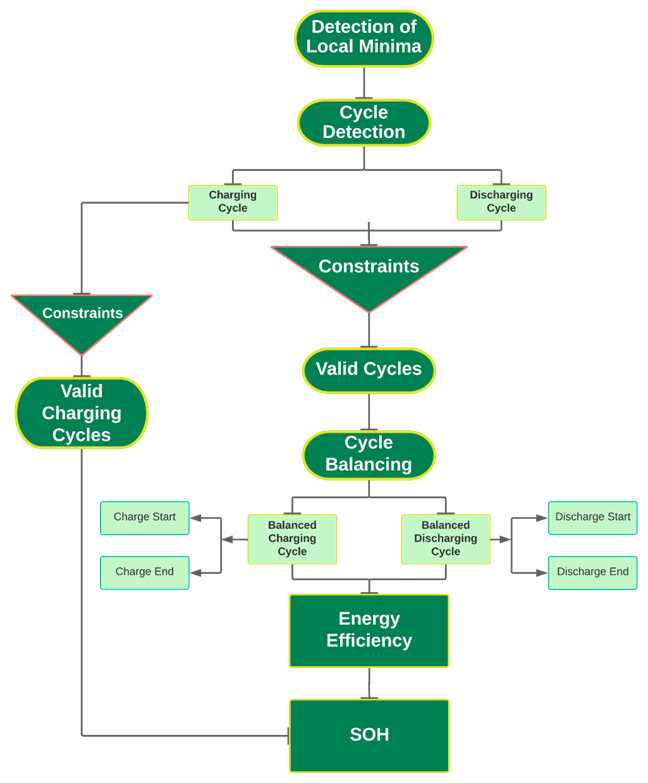 Detection of
Local Minima
Cycle
Detection
Charging
Cycle
Discharging
Cycle
Constraints
Constraints
Valid Cycles
Valid
Charging
Cycles
Cycle
Balancing
Charge Start
Balanced
Charging
Cycle
Balanced
Discharging
Cycle
Discharge Start
Charge End
Discharge End
Energy
Efficiency
SOH